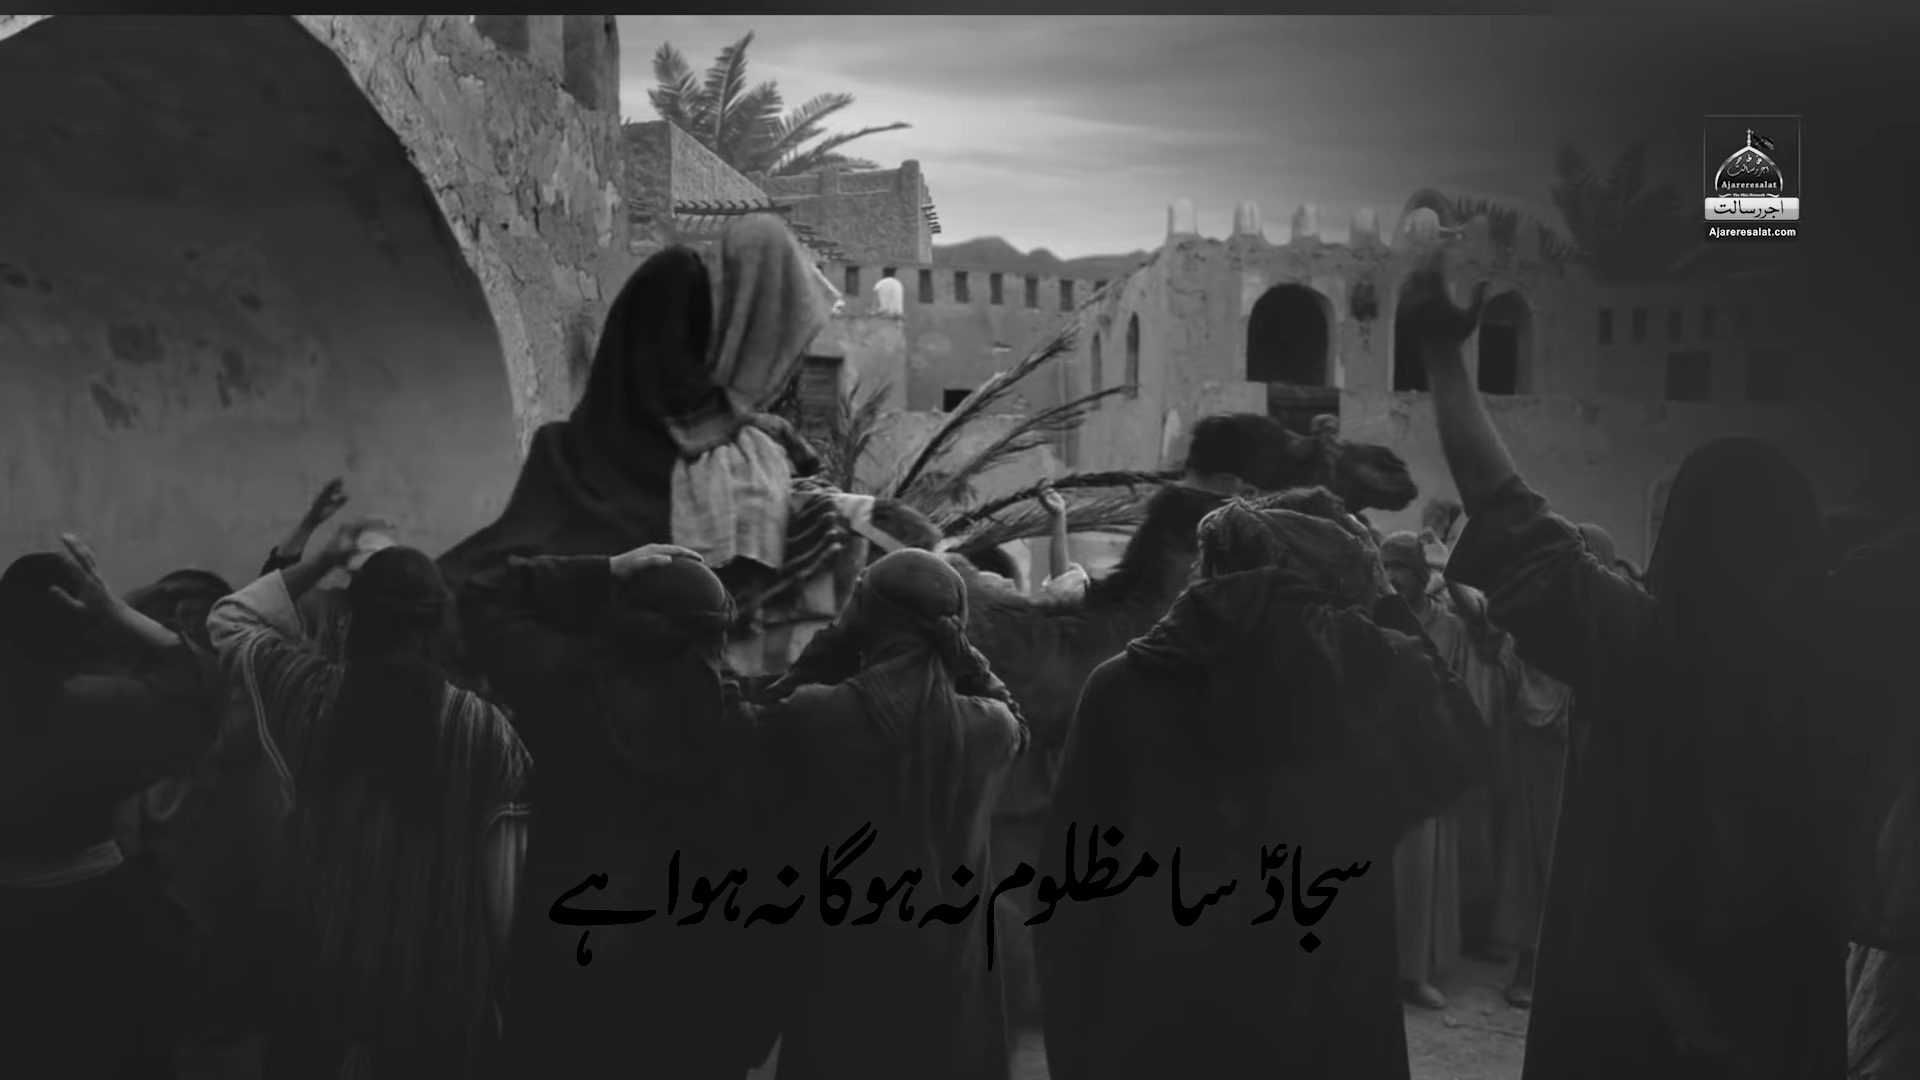 Ajareresalat
اجررسالت
Ajareresalat.com
سجادؑ سا مظلوم نہ ہوگا نہ ہوا ہے